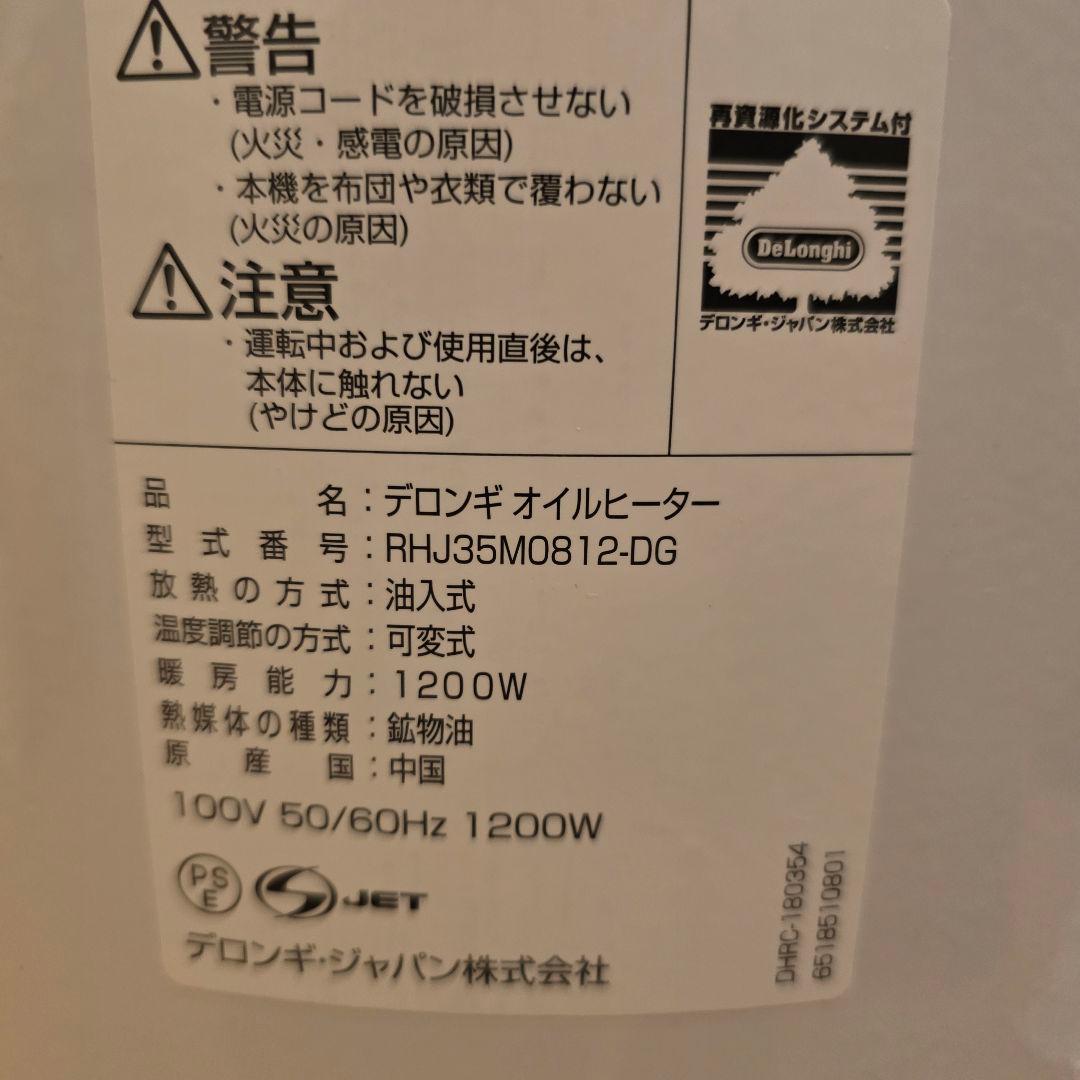 警告
・電源コードを破損させない
(火災・感電の原因)
・本機を布団や衣類で覆わない
(火災の原因)
注意
・運転中および使用直後は、
本体に触れない
(やけどの原因)
再資源化システム付
DeLonghi
デロンギ・ジャパン株式会社
品名：デロンギ オイルヒーター
型式番号：RHJ35M0812-DG
放熱の方式：油入式
温度調節の方式：可変式
暖房能力：1200W
熱媒体の種類：鉱物油
原産国：中国
100V 50/60Hz 1200W
PS
E
JET
デロンギ・ジャパン株式会社
DHRC-180354
6518510801